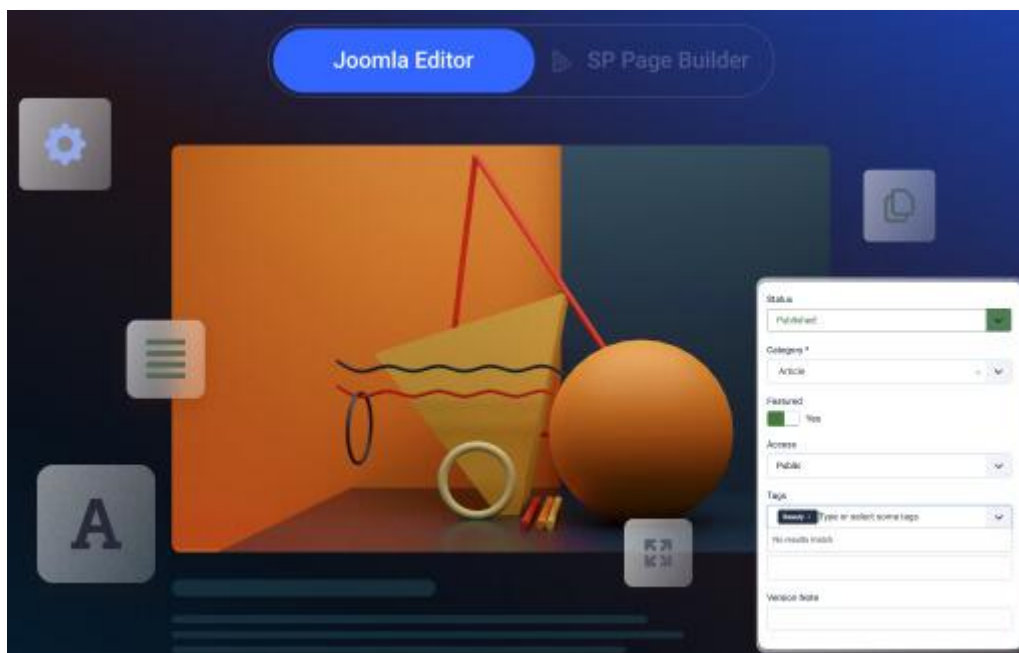 Joomla Editor
SP Page Builder
A
Status
Published
Category *
Article
Featured
Yes
Access
Public
Tags
Beauty
Type or select some tags
No results match
Version Note